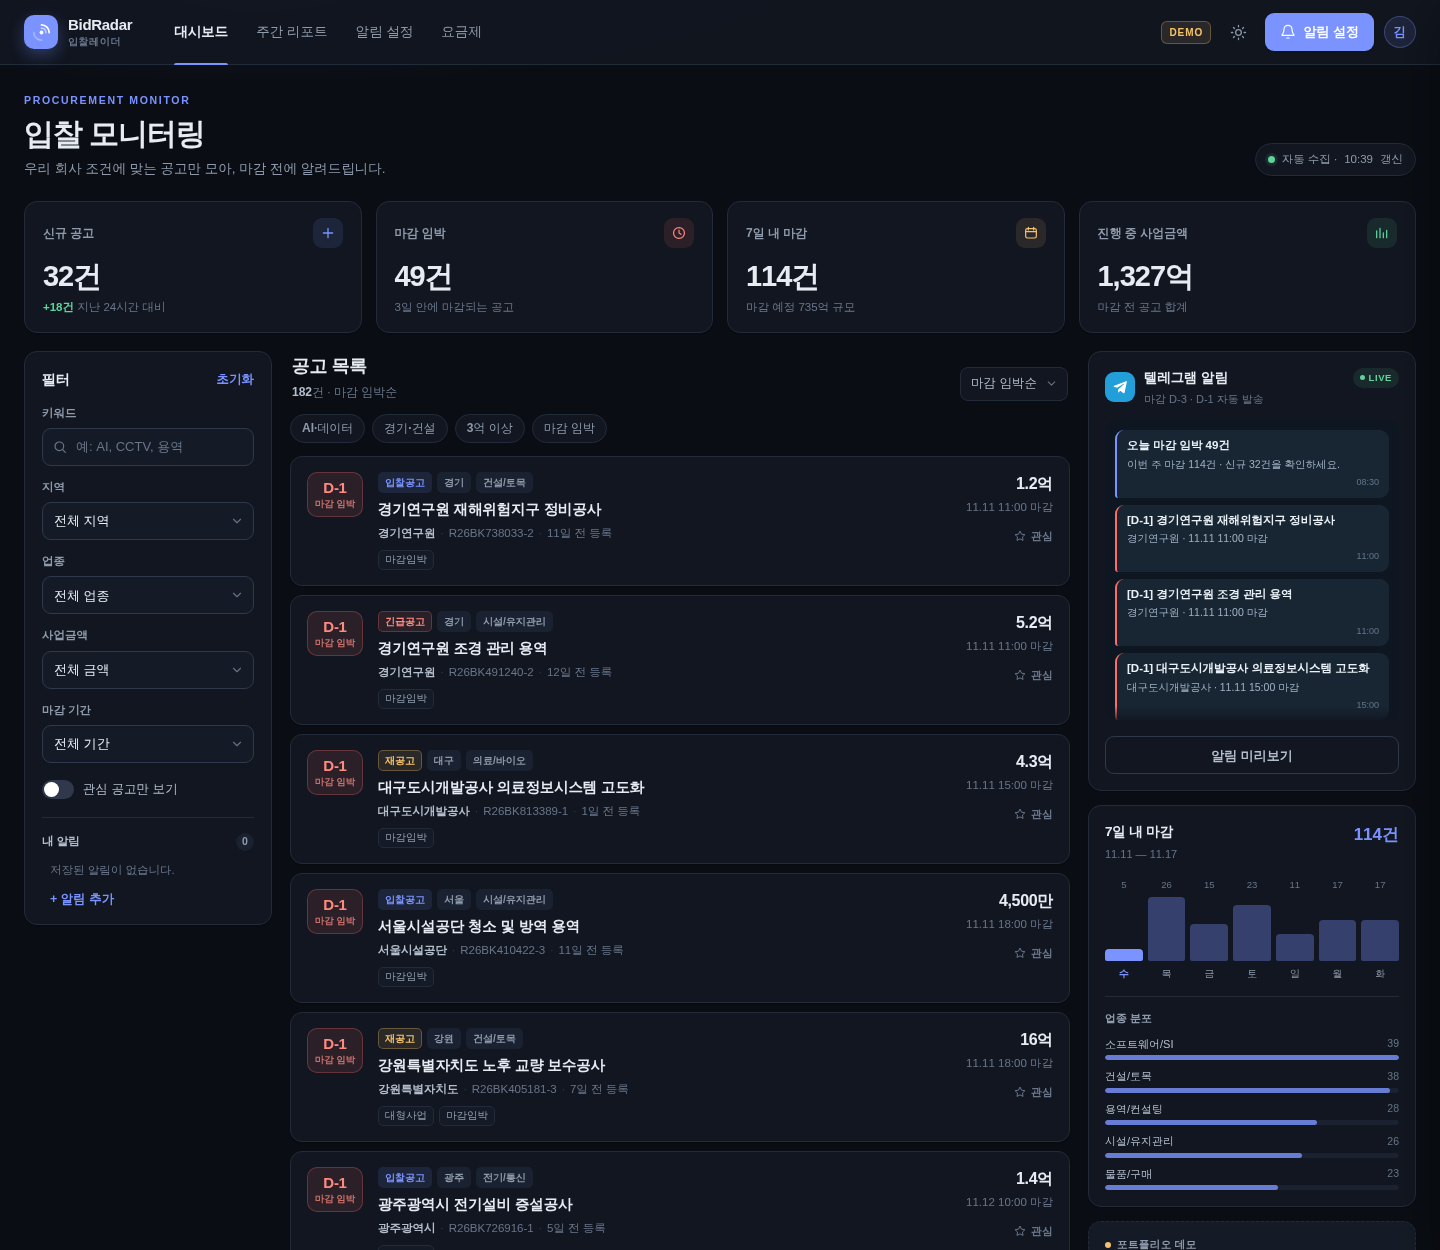 BidRadar
입찰레이더
대시보드
주간 리포트
알림 설정
요금제
DEMO
알림 설정
김
PROCUREMENT MONITOR
입찰 모니터링
우리 회사 조건에 맞는 공고만 모아, 마감 전에 알려드립니다.
자동 수집 · 10:39 갱신
신규 공고
32건
+18건 지난 24시간 대비
마감 임박
49건
3일 안에 마감되는 공고
7일 내 마감
114건
마감 예정 735억 규모
진행 중 사업금액
1,327억
마감 전 공고 합계
필터
초기화
키워드
예: AI, CCTV, 용역
지역
전체 지역
업종
전체 업종
사업금액
전체 금액
마감 기간
전체 기간
관심 공고만 보기
내 알림
0
저장된 알림이 없습니다.
+ 알림 추가
공고 목록
182건 · 마감 임박순
마감 임박순
AI·데이터
경기·건설
3억 이상
마감 임박
D-1
마감 임박
입찰공고 경기 건설/토목
경기연구원 재해위험지구 정비공사
경기연구원 · R26BK738033-2 · 11일 전 등록
마감임박
1.2억
11.11 11:00 마감
관심
D-1
마감 임박
긴급공고 경기 시설/유지관리
경기연구원 조경 관리 용역
경기연구원 · R26BK491240-2 · 12일 전 등록
마감임박
5.2억
11.11 11:00 마감
관심
D-1
마감 임박
재공고 대구 의료/바이오
대구도시개발공사 의료정보시스템 고도화
대구도시개발공사 · R26BK813389-1 · 1일 전 등록
마감임박
4.3억
11.11 15:00 마감
관심
D-1
마감 임박
입찰공고 서울 시설/유지관리
서울시설공단 청소 및 방역 용역
서울시설공단 · R26BK410422-3 · 11일 전 등록
마감임박
4,500만
11.11 18:00 마감
관심
D-1
마감 임박
재공고 강원 건설/토목
강원특별자치도 노후 교량 보수공사
강원특별자치도 · R26BK405181-3 · 7일 전 등록
대형사업 마감임박
16억
11.11 18:00 마감
관심
D-1
마감 임박
입찰공고 광주 전기/통신
광주광역시 전기설비 증설공사
광주광역시 · R26BK726916-1 · 5일 전 등록
1.4억
11.12 10:00 마감
관심
텔레그램 알림
마감 D-3 · D-1 자동 발송
LIVE
오늘 마감 임박 49건
이번 주 마감 114건 · 신규 32건을 확인하세요.
08:30
[D-1] 경기연구원 재해위험지구 정비공사
경기연구원 · 11.11 11:00 마감
11:00
[D-1] 경기연구원 조경 관리 용역
경기연구원 · 11.11 11:00 마감
11:00
[D-1] 대구도시개발공사 의료정보시스템 고도화
대구도시개발공사 · 11.11 15:00 마감
15:00
알림 미리보기
7일 내 마감
114건
11.11 — 11.17
5 26 15 23 11 17 17
수 목 금 토 일 월 화
업종 분포
소프트웨어/SI 39
건설/토목 38
용역/컨설팅 28
시설/유지관리 26
물품/구매 23
포트폴리오 데모